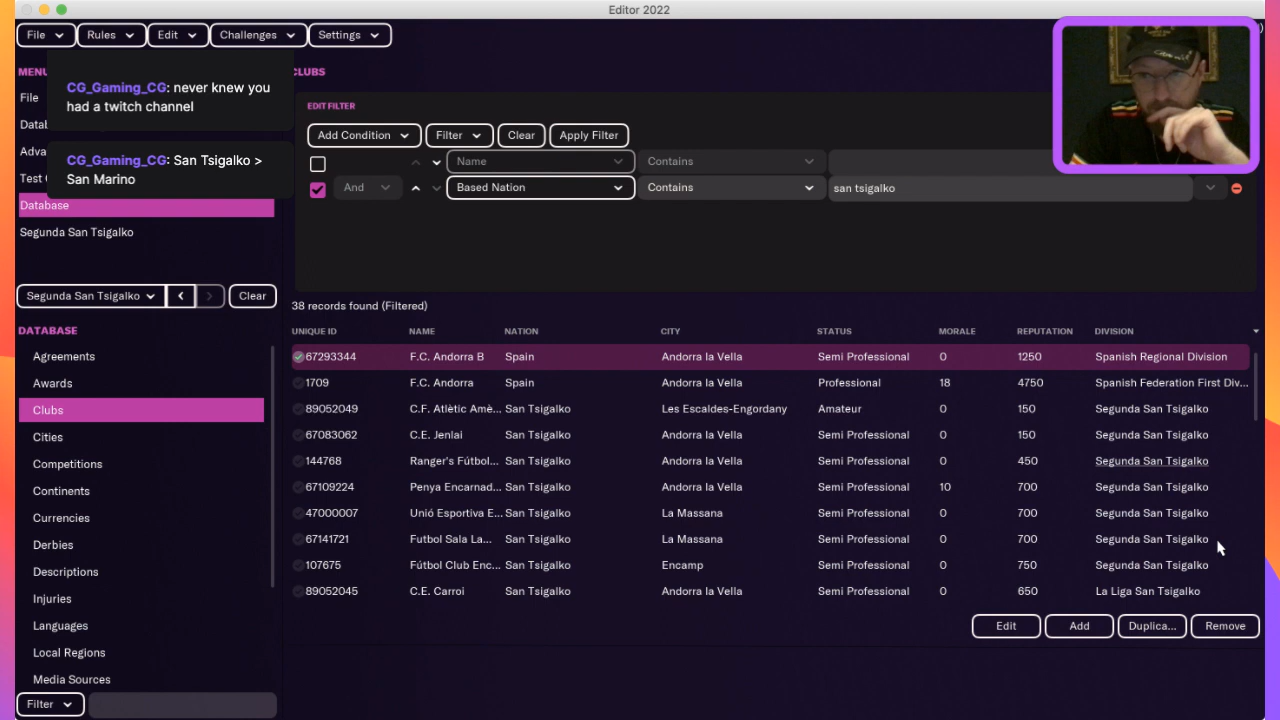 Editor 2022
File Rules Edit Challenges Settings
MENU
File
Datab
Adva
Test
Database
Segunda San Tsigalko
CG_Gaming_CG: never knew you
had a twitch channel
CG_Gaming_CG: San Tsigalko >
San Marino
CLUBS
EDIT FILTER
Add Condition Filter Clear Apply Filter
Name Contains
And Based Nation Contains san tsigalko
Segunda San Tsigalko < > Clear
38 records found (Filtered)
DATABASE
Agreements
Awards
Clubs
Cities
Competitions
Continents
Currencies
Derbies
Descriptions
Injuries
Languages
Local Regions
Media Sources
Filter
UNIQUE ID NAME NATION CITY STATUS MORALE REPUTATION DIVISION
67293344 F.C. Andorra B Spain Andorra la Vella Semi Professional 0 1250 Spanish Regional Division
1709 F.C. Andorra Spain Andorra la Vella Professional 18 4750 Spanish Federation First Div...
89052049 C.F. Atlètic Amè... San Tsigalko Les Escaldes-Engordany Amateur 0 150 Segunda San Tsigalko
67083062 C.E. Jenlai San Tsigalko Andorra la Vella Semi Professional 0 150 Segunda San Tsigalko
144768 Ranger's Fútbol... San Tsigalko Andorra la Vella Semi Professional 0 450 Segunda San Tsigalko
67109224 Penya Encarnad... San Tsigalko Andorra la Vella Semi Professional 10 700 Segunda San Tsigalko
47000007 Unió Esportiva E... San Tsigalko La Massana Semi Professional 0 700 Segunda San Tsigalko
67141721 Futbol Sala La... San Tsigalko La Massana Semi Professional 0 700 Segunda San Tsigalko
107675 Fútbol Club Enc... San Tsigalko Encamp Semi Professional 0 750 Segunda San Tsigalko
89052045 C.E. Carroi San Tsigalko Andorra la Vella Semi Professional 0 650 La Liga San Tsigalko
Edit Add Duplica... Remove